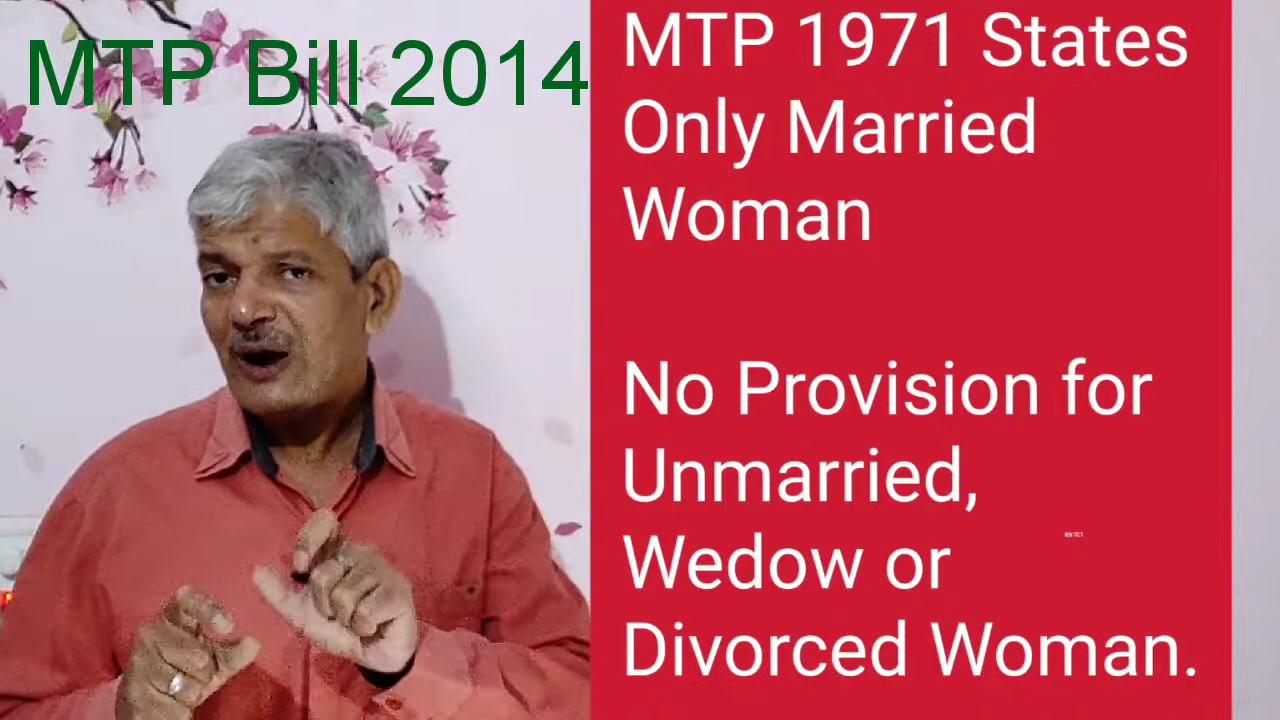 MTP Bill 2014
MTP 1971 States
Only Married
Woman
No Provision for
Unmarried,
Wedow or
Divorced Woman.